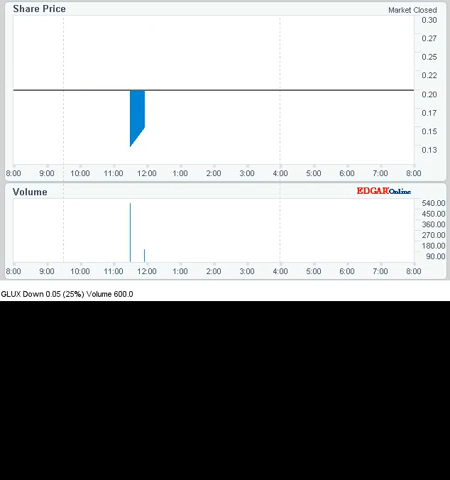 Share Price
Market Closed
0.30
0.27
0.25
0.22
0.20
0.17
0.15
0.13
8:00 9:00 10:00 11:00 12:00 1:00 2:00 3:00 4:00 5:00 6:00 7:00 8:00
Volume
EDGAR Online
540.00
450.00
360.00
270.00
180.00
90.00
8:00 9:00 10:00 11:00 12:00 1:00 2:00 3:00 4:00 5:00 6:00 7:00 8:00
GLUX Down 0.05 (25%) Volume 600.0